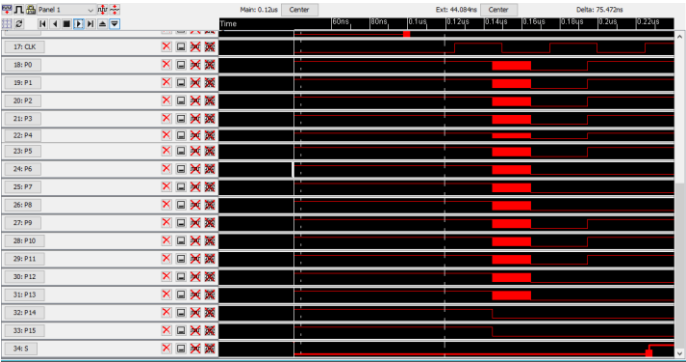 Panel 1
Main: 0.12us Center Ext: 44.084ns Center Delta: 75.472ns
Time 60ns 80ns 0.1us 0.12us 0.14us 0.16us 0.18us 0.2us 0.22us
17: CLK
18: P0
19: P1
20: P2
21: P3
22: P4
23: P5
24: P6
25: P7
26: P8
27: P9
28: P10
29: P11
30: P12
31: P13
32: P14
33: P15
34: S